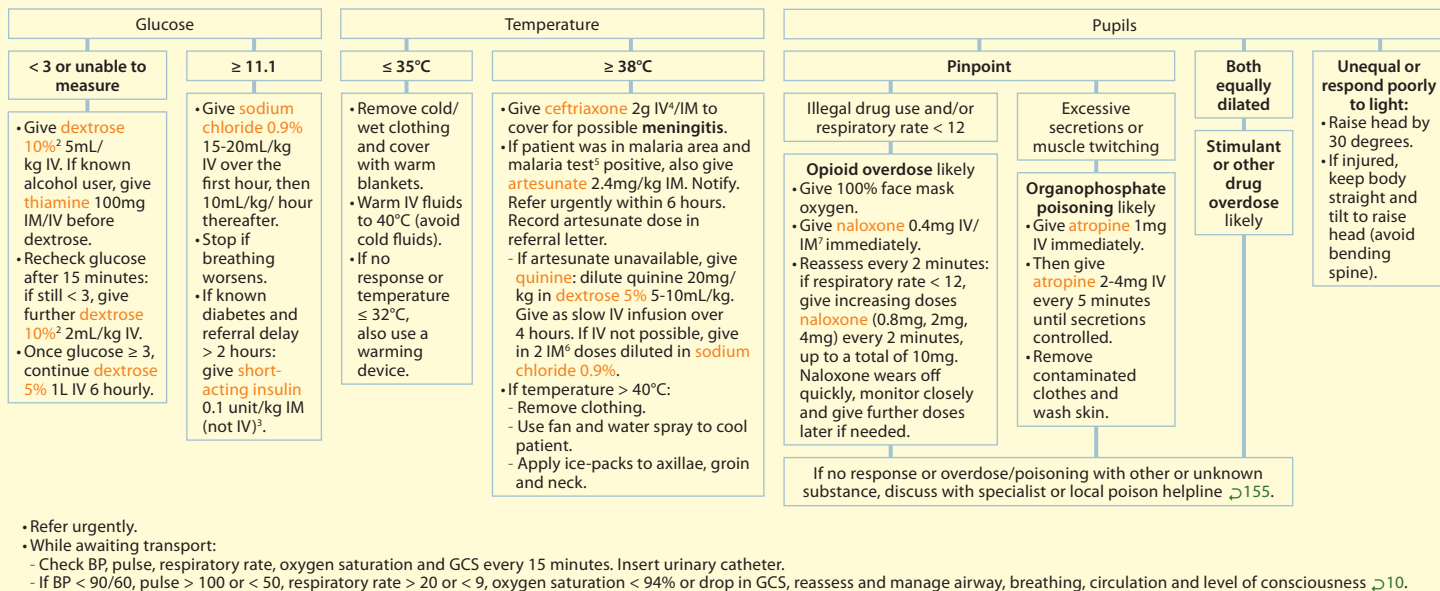 Glucose
< 3 or unable to
measure
• Give dextrose
10%² 5mL/
kg IV. If known
alcohol user, give
thiamine 100mg
IM/IV before
dextrose.
• Recheck glucose
after 15 minutes:
if still < 3, give
further dextrose
10%² 2mL/kg IV.
• Once glucose ≥ 3,
continue dextrose
5% 1L IV 6 hourly.
≥ 11.1
• Give sodium
chloride 0.9%
15-20mL/kg
IV over the
first hour, then
10mL/kg/ hour
thereafter.
• Stop if
breathing
worsens.
• If known
diabetes and
referral delay
> 2 hours:
give short-
acting insulin
0.1 unit/kg IM
(not IV)³.
Temperature
≤ 35°C
• Remove cold/
wet clothing
and cover
with warm
blankets.
• Warm IV fluids
to 40°C (avoid
cold fluids).
• If no
response or
temperature
≤ 32°C,
also use a
warming
device.
≥ 38°C
• Give ceftriaxone 2g IV⁴/IM to
cover for possible meningitis.
• If patient was in malaria area and
malaria test⁵ positive, also give
artesunate 2.4mg/kg IM. Notify.
Refer urgently within 6 hours.
Record artesunate dose in
referral letter.
- If artesunate unavailable, give
quinine: dilute quinine 20mg/
kg in dextrose 5% 5-10mL/kg.
Give as slow IV infusion over
4 hours. If IV not possible, give
in 2 IM⁶ doses diluted in sodium
chloride 0.9%.
• If temperature > 40°C:
- Remove clothing.
- Use fan and water spray to cool
patient.
- Apply ice-packs to axillae, groin
and neck.
Pupils
Pinpoint
Illegal drug use and/or
respiratory rate < 12
Opioid overdose likely
• Give 100% face mask
oxygen.
• Give naloxone 0.4mg IV/
IM⁷ immediately.
• Reassess every 2 minutes:
if respiratory rate < 12,
give increasing doses
naloxone (0.8mg, 2mg,
4mg) every 2 minutes,
up to a total of 10mg.
Naloxone wears off
quickly, monitor closely
and give further doses
later if needed.
Excessive
secretions or
muscle twitching
Organophosphate
poisoning likely
• Give atropine 1mg
IV immediately.
• Then give
atropine 2-4mg IV
every 5 minutes
until secretions
controlled.
• Remove
contaminated
clothes and
wash skin.
Both
equally
dilated
Stimulant
or other
drug
overdose
likely
If no response or overdose/poisoning with other or unknown
substance, discuss with specialist or local poison helpline ⮌155.
Unequal or
respond poorly
to light:
• Raise head by
30 degrees.
• If injured,
keep body
straight and
tilt to raise
head (avoid
bending
spine).
• Refer urgently.
• While awaiting transport:
- Check BP, pulse, respiratory rate, oxygen saturation and GCS every 15 minutes. Insert urinary catheter.
- If BP < 90/60, pulse > 100 or < 50, respiratory rate > 20 or < 9, oxygen saturation < 94% or drop in GCS, reassess and manage airway, breathing, circulation and level of consciousness ⮌10.